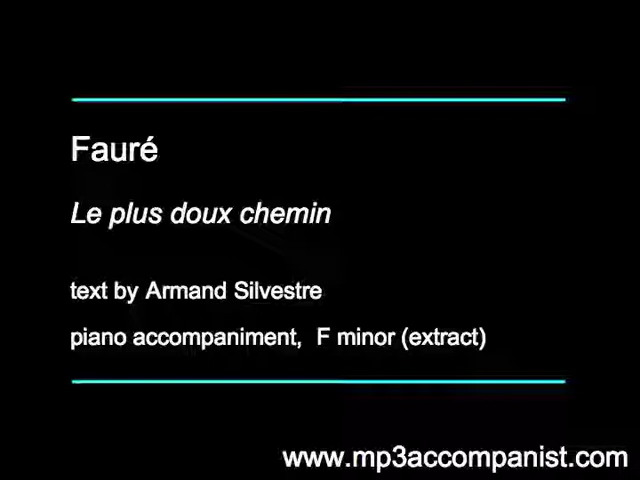 Fauré
Le plus doux chemin
text by Armand Silvestre
piano accompaniment,  F minor (extract)
www.mp3accompanist.com